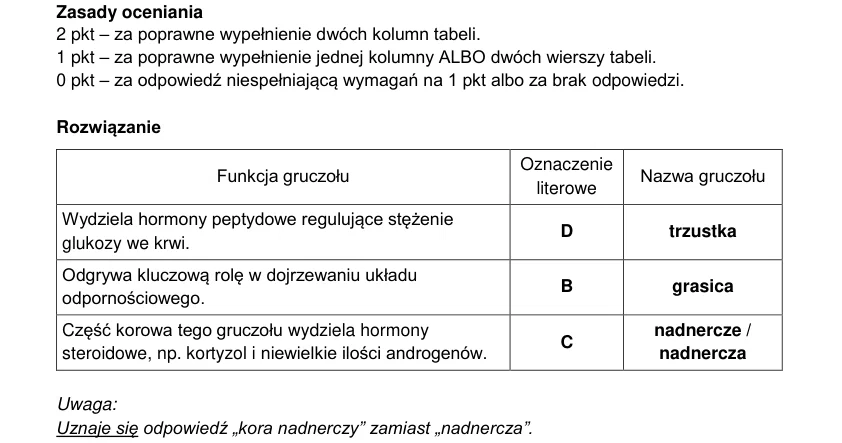 Zasady oceniania
2 pkt – za poprawne wypełnienie dwóch kolumn tabeli.
1 pkt – za poprawne wypełnienie jednej kolumny ALBO dwóch wierszy tabeli.
0 pkt – za odpowiedź niespełniającą wymagań na 1 pkt albo za brak odpowiedzi.
Rozwiązanie
Funkcja gruczołu
Oznaczenie
literowe
Nazwa gruczołu
Wydziela hormony peptydowe regulujące stężenie
glukozy we krwi.
D
trzustka
Odgrywa kluczową rolę w dojrzewaniu układu
odpornościowego.
B
grasica
Część korowa tego gruczołu wydziela hormony
steroidowe, np. kortyzol i niewielkie ilości androgenów.
C
nadnercze /
nadnercza
Uwaga:
Uznaje się odpowiedź „kora nadnerczy” zamiast „nadnercza”.